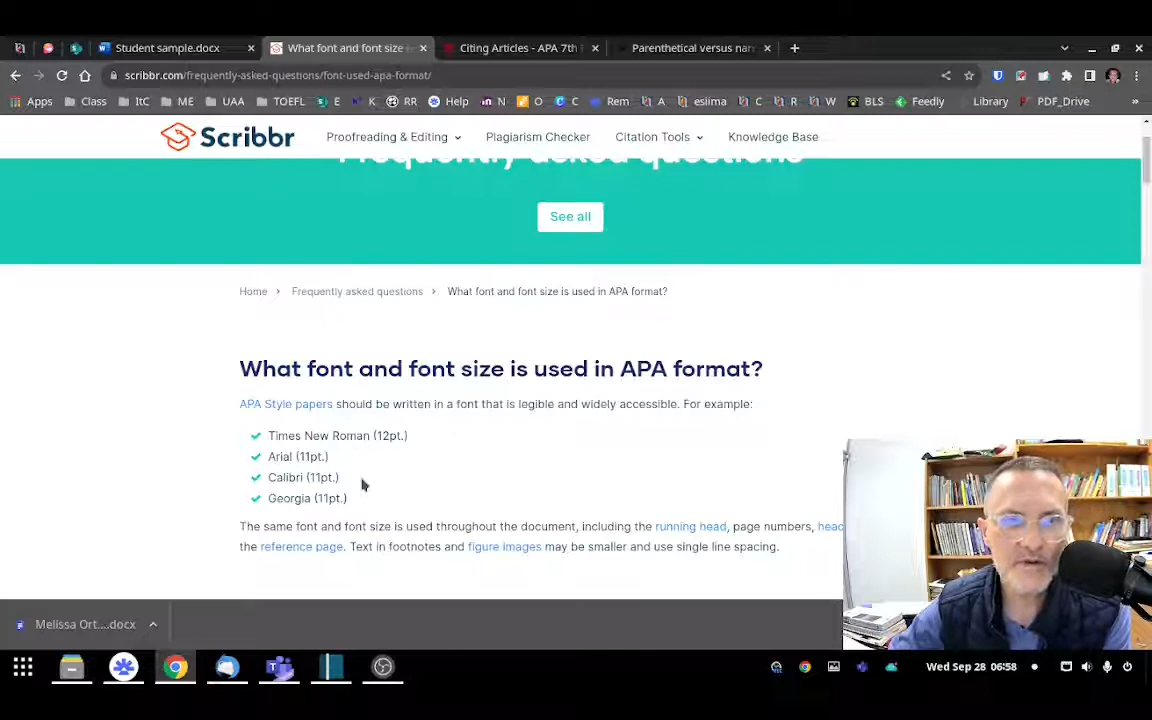 Student sample.docx
What font and font size
Citing Articles - APA 7th
Parenthetical versus nar
scribbr.com/frequently-asked-questions/font-used-apa-format/
Apps Class ItC ME UAA TOEFL E K RR Help N O C Rem A esiima C R W BLS Feedly Library PDF_Drive
Scribbr Proofreading & Editing Plagiarism Checker Citation Tools Knowledge Base
Frequently asked questions
See all
Home Frequently asked questions What font and font size is used in APA format?
What font and font size is used in APA format?
APA Style papers should be written in a font that is legible and widely accessible. For example:
Times New Roman (12pt.)
Arial (11pt.)
Calibri (11pt.)
Georgia (11pt.)
The same font and font size is used throughout the document, including the running head, page numbers, head
the reference page. Text in footnotes and figure images may be smaller and use single line spacing.
Melissa Ort....docx
Wed Sep 28 06:58